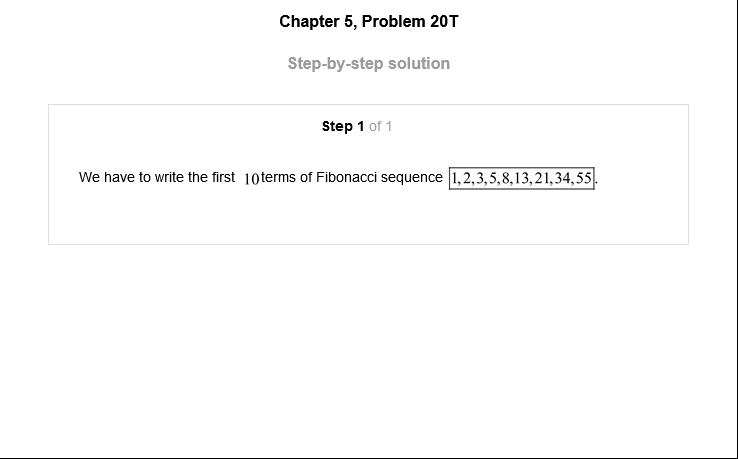 Chapter 5, Problem 20T
Step-by-step solution
Step 1 of 1
We have to write the first 10 terms of Fibonacci sequence 1,2,3,5,8,13,21,34,55.